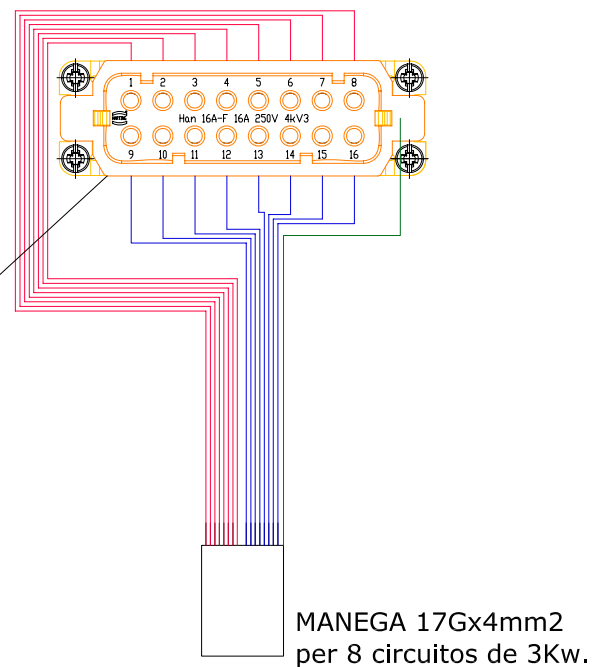 1 2 3 4 5 6 7 8
Han 16A-F 16A 250V 4kV3
9 10 11 12 13 14 15 16
MANEGA 17Gx4mm2
per 8 circuitos de 3Kw.